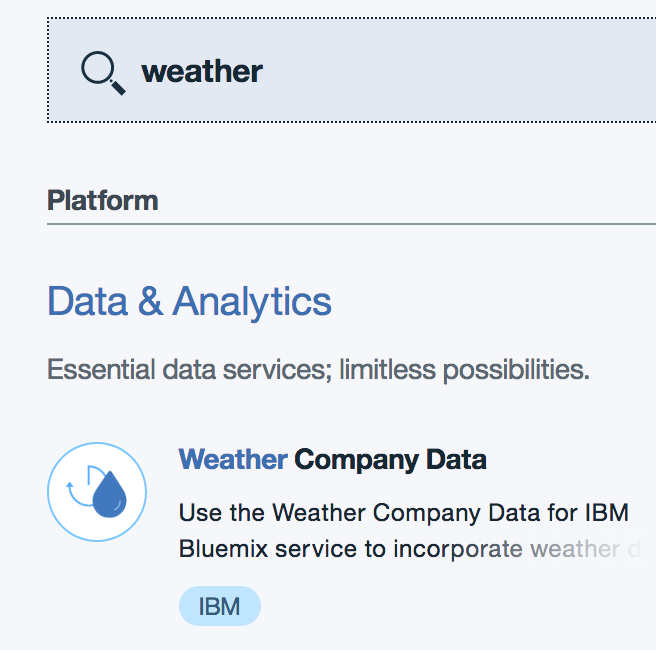 weather
Platform
Data & Analytics
Essential data services; limitless possibilities.
Weather Company Data
Use the Weather Company Data for IBM
Bluemix service to incorporate weather d
IBM